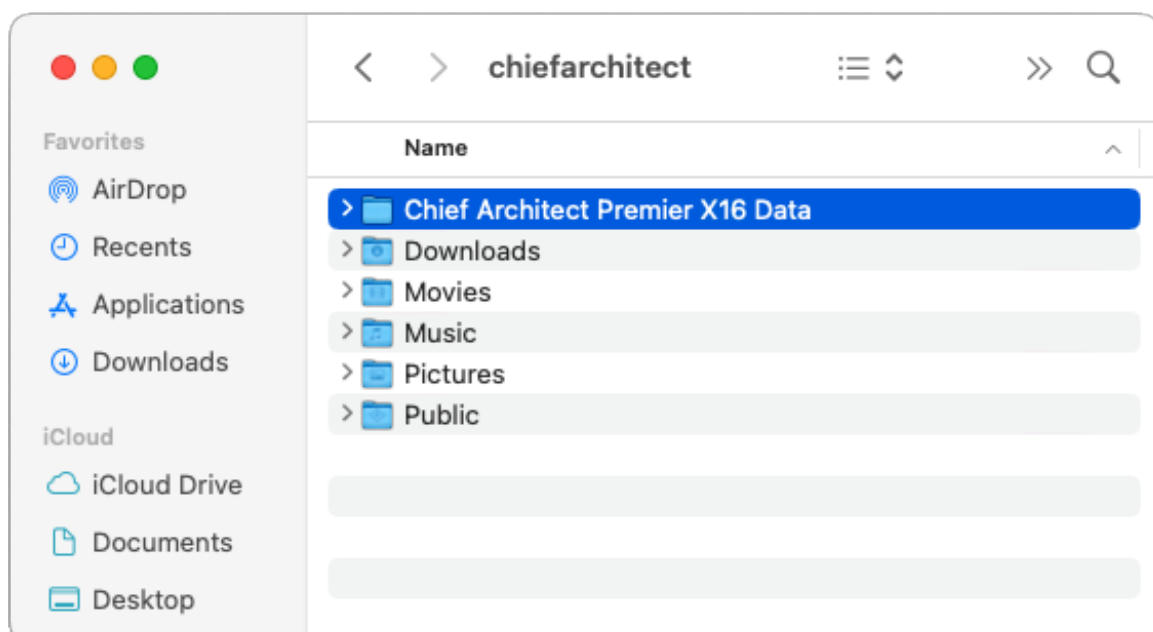 chiefarchitect
Favorites
AirDrop
Recents
Applications
Downloads
iCloud
iCloud Drive
Documents
Desktop
Name
Chief Architect Premier X16 Data
Downloads
Movies
Music
Pictures
Public